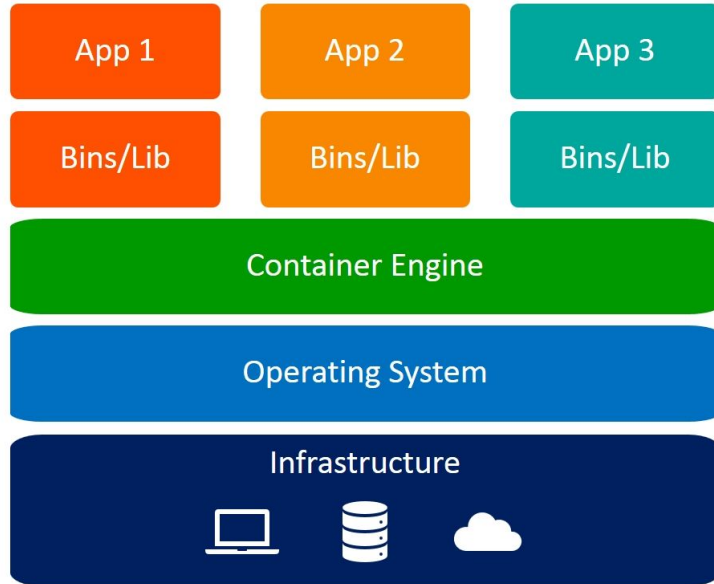 App 1
App 2
App 3
Bins/Lib
Bins/Lib
Bins/Lib
Container Engine
Operating System
Infrastructure